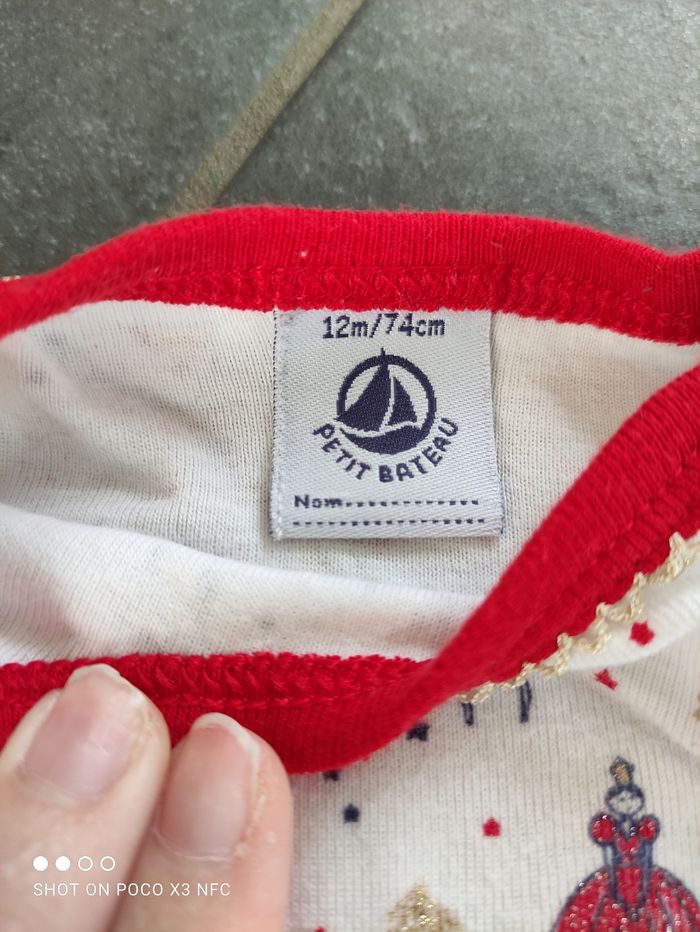 12m/74cm
PETIT BATEAU
Nom
SHOT ON POCO X3 NFC